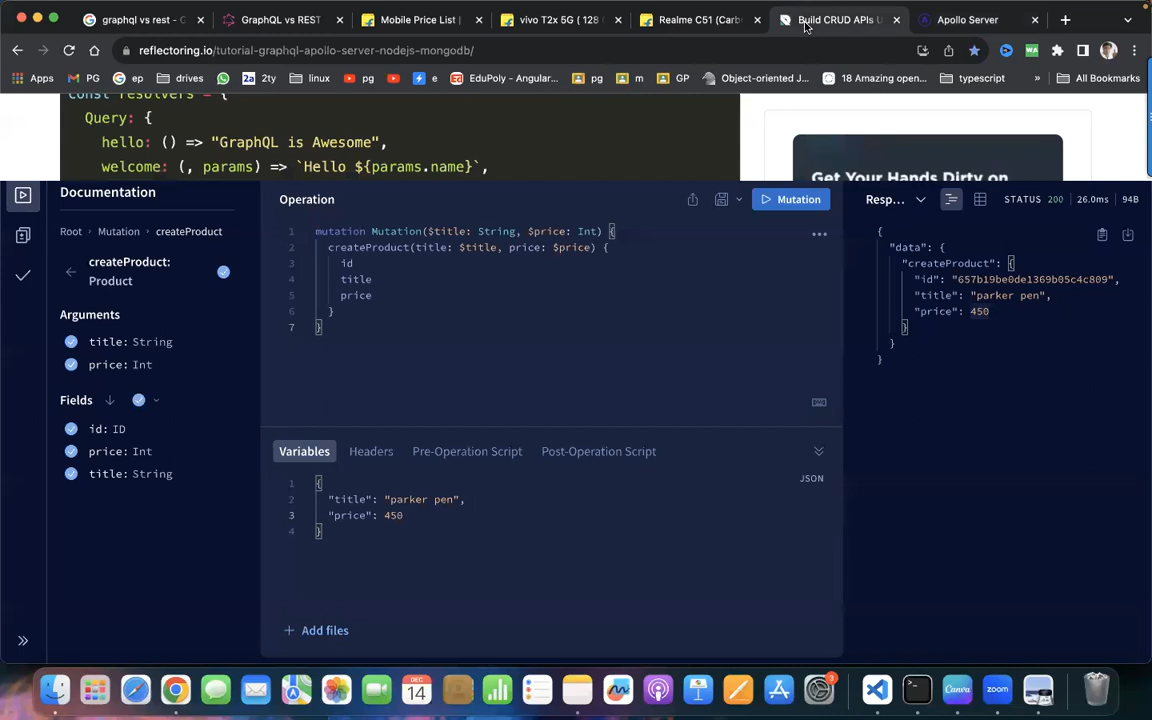 graphql vs rest - G
GraphQL vs REST
Mobile Price List |
vivo T2x 5G ( 128 (
Realme C51 (Carb
Build CRUD APIs U
Apollo Server
reflectoring.io/tutorial-graphql-apollo-server-nodejs-mongodb/
Apps
PG
ep
drives
2ty
linux
pg
e
EduPoly - Angular...
pg
m
GP
Object-oriented J...
18 Amazing open...
typescript
»
All Bookmarks
const resolvers = {
Query: {
hello: () => "GraphQL is Awesome",
welcome: (, params) => `Hello ${params.name}`,
Get Your Hands Dirty on
Documentation
Root > Mutation > createProduct
createProduct:
Product
Arguments
title: String
price: Int
Fields
id: ID
price: Int
title: String
Operation
Mutation
1 mutation Mutation($title: String, $price: Int) {
2 createProduct(title: $title, price: $price) {
3 id
4 title
5 price
6 }
7 }
Variables
Headers
Pre-Operation Script
Post-Operation Script
JSON
1 {
2 "title": "parker pen",
3 "price": 450
4 }
+ Add files
Resp...
STATUS 200
26.0ms
94B
{
"data": {
"createProduct": {
"id": "657b19be0de1369b05c4c809",
"title": "parker pen",
"price": 450
}
}
}
DEC
14
3
Canva
zoom